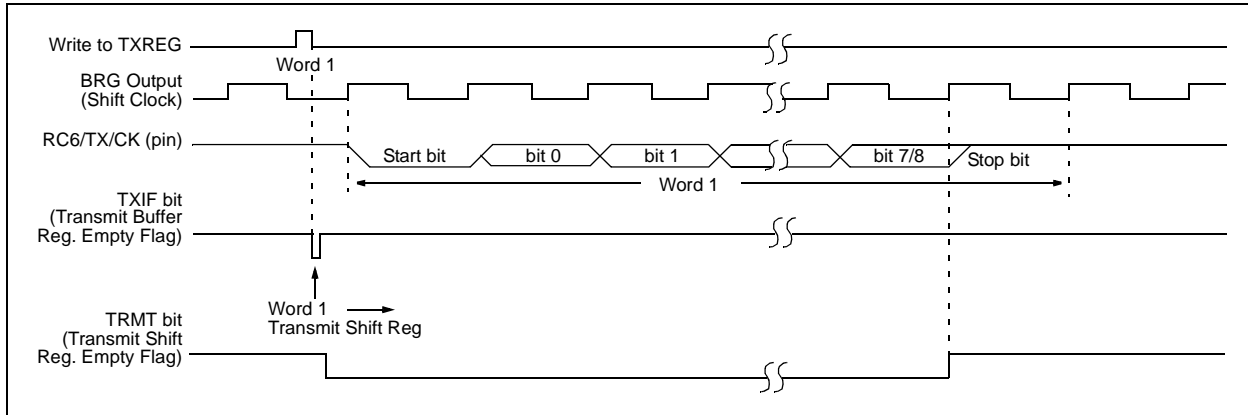 Write to TXREG
Word 1
BRG Output
(Shift Clock)
RC6/TX/CK (pin)
Start bit
bit 0
bit 1
bit 7/8
Stop bit
Word 1
TXIF bit
(Transmit Buffer
Reg. Empty Flag)
Word 1
Transmit Shift Reg
TRMT bit
(Transmit Shift
Reg. Empty Flag)